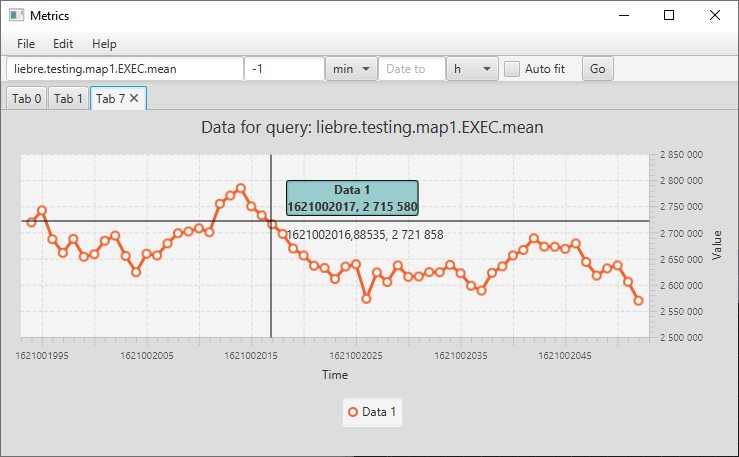 Metrics
File Edit Help
liebre.testing.map1.EXEC.mean -1 min Date to h Auto fit Go
Tab 0 Tab 1 Tab 7
Data for query: liebre.testing.map1.EXEC.mean
2 850 000
2 800 000
2 750 000
2 700 000
2 650 000
2 600 000
2 550 000
2 500 000
Value
Data 1
1621002017, 2 715 580
1621002016,88535, 2 721 858
1621001995 1621002005 1621002015 1621002025 1621002035 1621002045
Time
Data 1